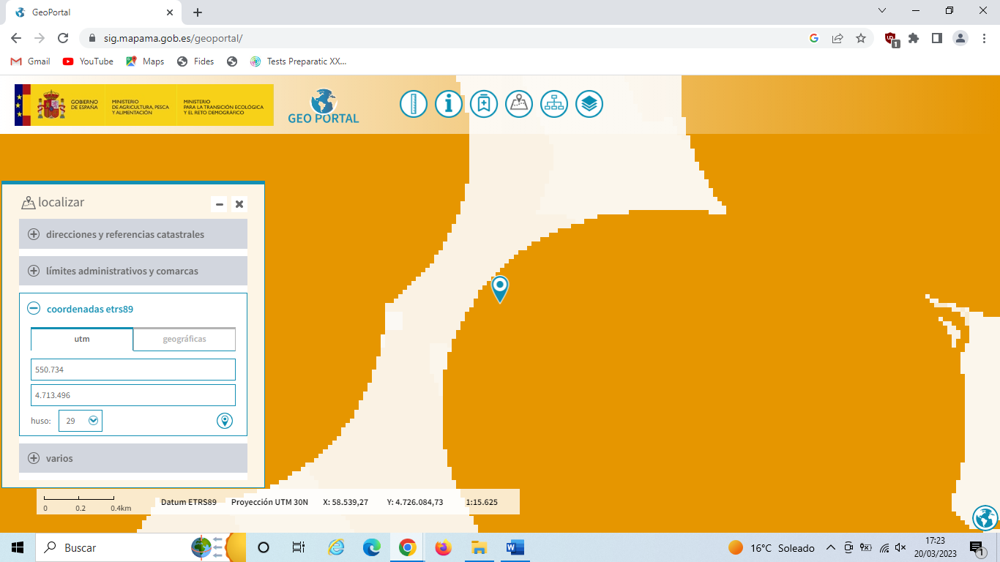 GeoPortal
sig.mapama.gob.es/geoportal/
1
Gmail
YouTube
Maps
Fides
Tests Preparatic XX...
GOBIERNO
DE ESPAÑA
MINISTERIO
DE AGRICULTURA, PESCA
Y ALIMENTACIÓN
MINISTERIO
PARA LA TRANSICIÓN ECOLÓGICA
Y EL RETO DEMOGRÁFICO
GEO PORTAL
localizar
direcciones y referencias catastrales
límites administrativos y comarcas
coordenadas etrs89
utm
geográficas
550.734
4.713.496
huso:
29
varios
0 0.2 0.4km
Datum ETRS89 Proyección UTM 30N X: 58.539,27 Y: 4.726.084,73 1:15.625
Buscar
16°C Soleado
17:23
20/03/2023
1